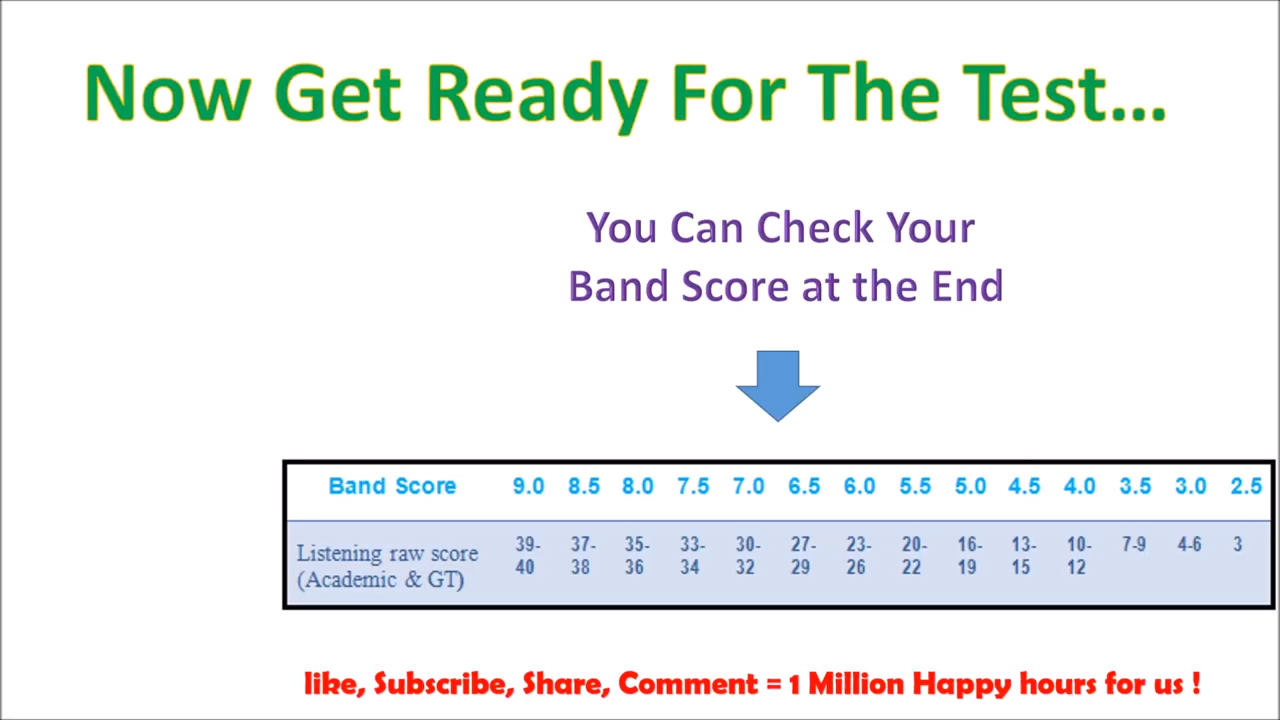 Now Get Ready For The Test...
You Can Check Your
Band Score at the End
Band Score 9.0 8.5 8.0 7.5 7.0 6.5 6.0 5.5 5.0 4.5 4.0 3.5 3.0 2.5
Listening raw score (Academic & GT) 39-40 37-38 35-36 33-34 30-32 27-29 23-26 20-22 16-19 13-15 10-12 7-9 4-6 3
like, Subscribe, Share, Comment = 1 Million Happy hours for us !